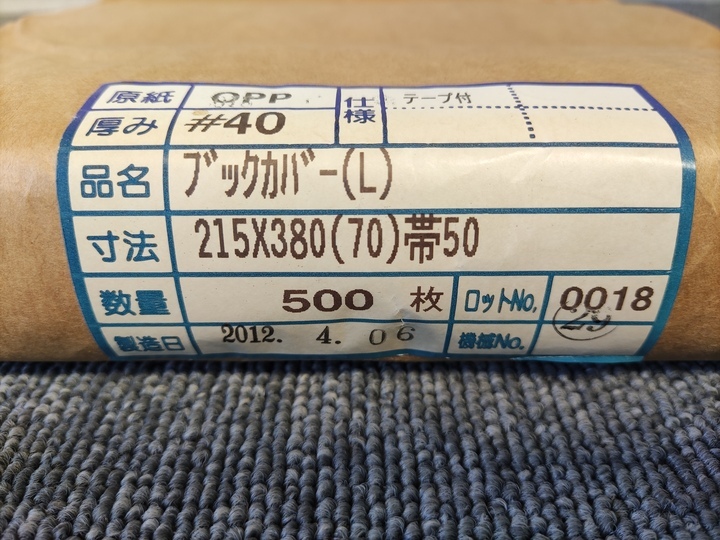 原紙 OPP 仕様 テープ付
厚み #40
品名 ブックカバー(L)
寸法 215X380(70)帯50
数量 500 枚 ロットNo. 0018
製造日 2012. 4. 06 機械No.